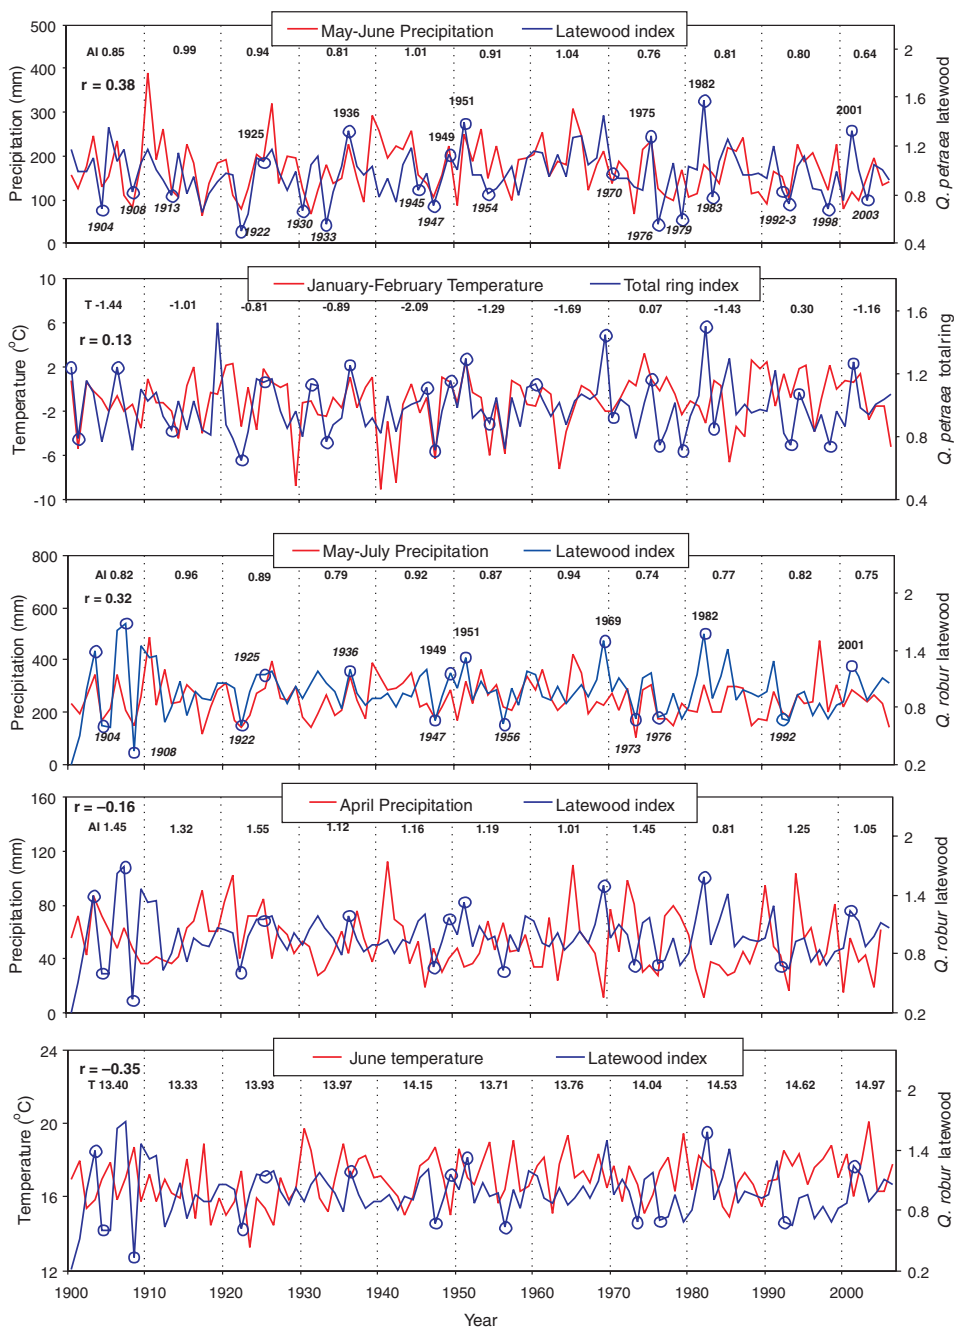 May-June Precipitation Latewood index
500 400 300 200 100 0
Precipitation (mm)
AI 0.85 0.99 0.94 0.81 1.01 0.91 1.04 0.76 0.81 0.80 0.64
r = 0.38
1925 1936 1949 1951 1975 1982 2001
1904 1908 1913 1922 1930 1933 1945 1947 1954 1970 1976 1979 1983 1992-3 1998 2003
2 1.6 1.2 0.8 0.4
Q. petraea latewood
January-February Temperature Total ring index
10 6 2 -2 -6 -10
Temperature (°C)
T -1.44 -1.01 -0.81 -0.89 -2.09 -1.29 -1.69 0.07 -1.43 0.30 -1.16
r = 0.13
1.6 1.2 0.8 0.4
Q. petraea totalring
May-July Precipitation Latewood index
800 600 400 200 0
Precipitation (mm)
AI 0.82 0.96 0.89 0.79 0.92 0.87 0.94 0.74 0.77 0.82 0.75
r = 0.32
1925 1936 1949 1951 1969 1982 2001
1904 1908 1922 1947 1956 1973 1976 1992
2 1.4 0.8 0.2
Q. robur latewood
April Precipitation Latewood index
160 120 80 40 0
Precipitation (mm)
r = −0.16
AI 1.45 1.32 1.55 1.12 1.16 1.19 1.01 1.45 0.81 1.25 1.05
2 1.4 0.8 0.2
Q. robur latewood
June temperature Latewood index
24 20 16 12
Temperature (°C)
r = −0.35
T 13.40 13.33 13.93 13.97 14.15 13.71 13.76 14.04 14.53 14.62 14.97
2 1.4 0.8 0.2
Q. robur latewood
1900 1910 1920 1930 1940 1950 1960 1970 1980 1990 2000
Year